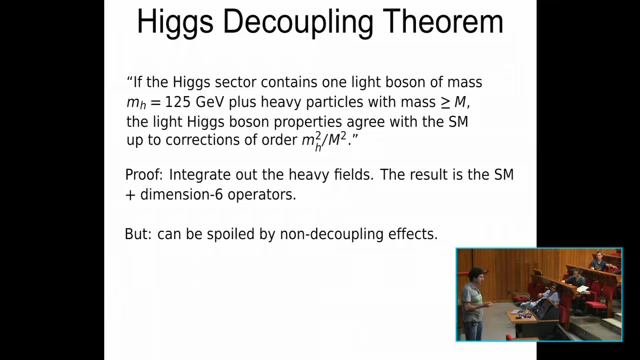 Higgs Decoupling Theorem
“If the Higgs sector contains one light boson of mass
m_h = 125 GeV plus heavy particles with mass ≥ M,
the light Higgs boson properties agree with the SM
up to corrections of order m_h^2/M^2.”
Proof: Integrate out the heavy fields. The result is the SM
+ dimension-6 operators.
But: can be spoiled by non-decoupling effects.